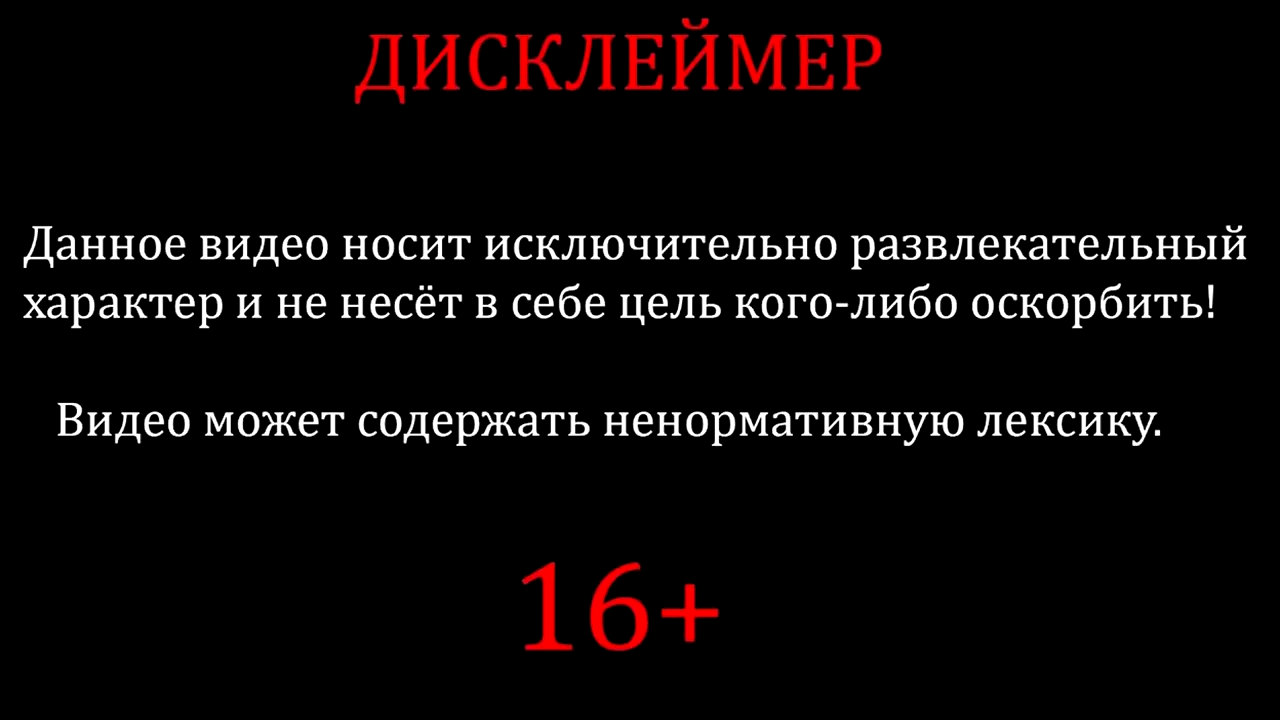 ДИСКЛЕЙМЕР
Данное видео носит исключительно развлекательный
характер и не несёт в себе цель кого-либо оскорбить!
Видео может содержать ненормативную лексику.
16+